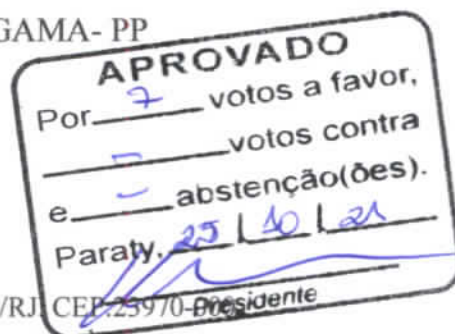 GAMA- PP
APROVADO
Por 7 votos a favor,
- votos contra
e - abstenção(ões).
Paraty, 25 / 10 / 21
/RJ. CEP:23970-000
Presidente